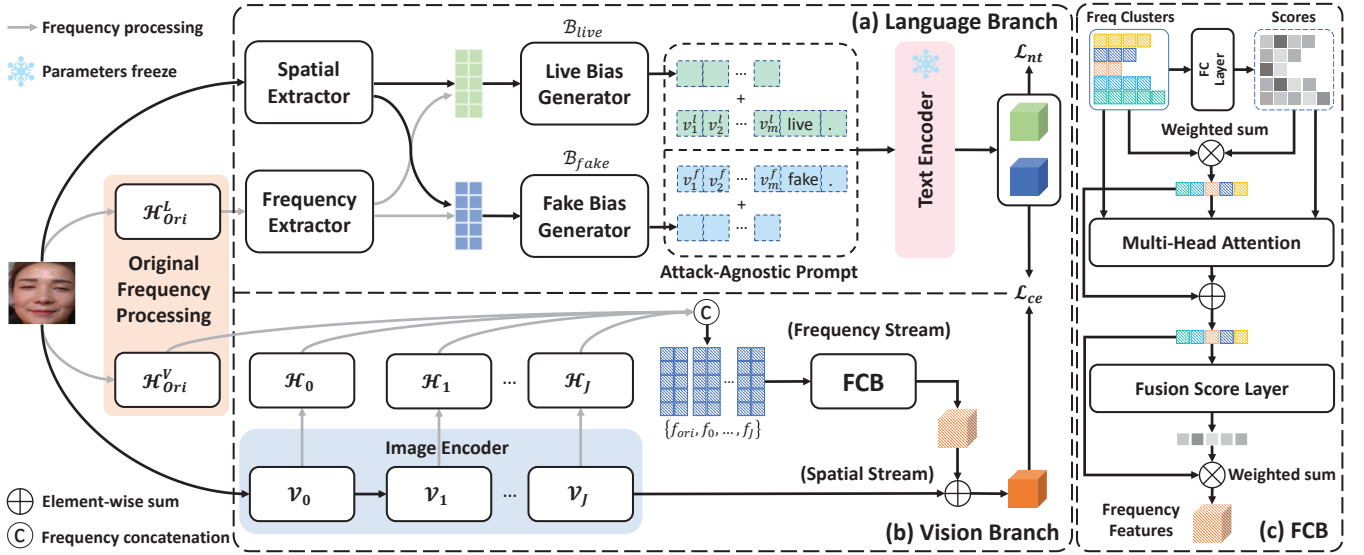 Frequency processing
Parameters freeze
(a) Language Branch
Spatial
Extractor
Frequency
Extractor
B_live
Live Bias
Generator
B_fake
Fake Bias
Generator
...
+
v_1^l v_2^l ... v_m^l live .
v_1^f v_2^f ... v_m^f fake .
+
...
Attack-Agnostic Prompt
Text Encoder
L_nt
L_ce
H_Ori^L
Original
Frequency
Processing
H_Ori^V
H_0
H_1
...
H_J
C
{f_ori, f_0, ..., f_J}
...
(Frequency Stream)
FCB
Image Encoder
V_0
V_1
...
V_J
(Spatial Stream)
(b) Vision Branch
Element-wise sum
C Frequency concatenation
Freq Clusters
FC
Layer
Scores
Weighted sum
Multi-Head Attention
Fusion Score Layer
Weighted sum
Frequency
Features
(c) FCB